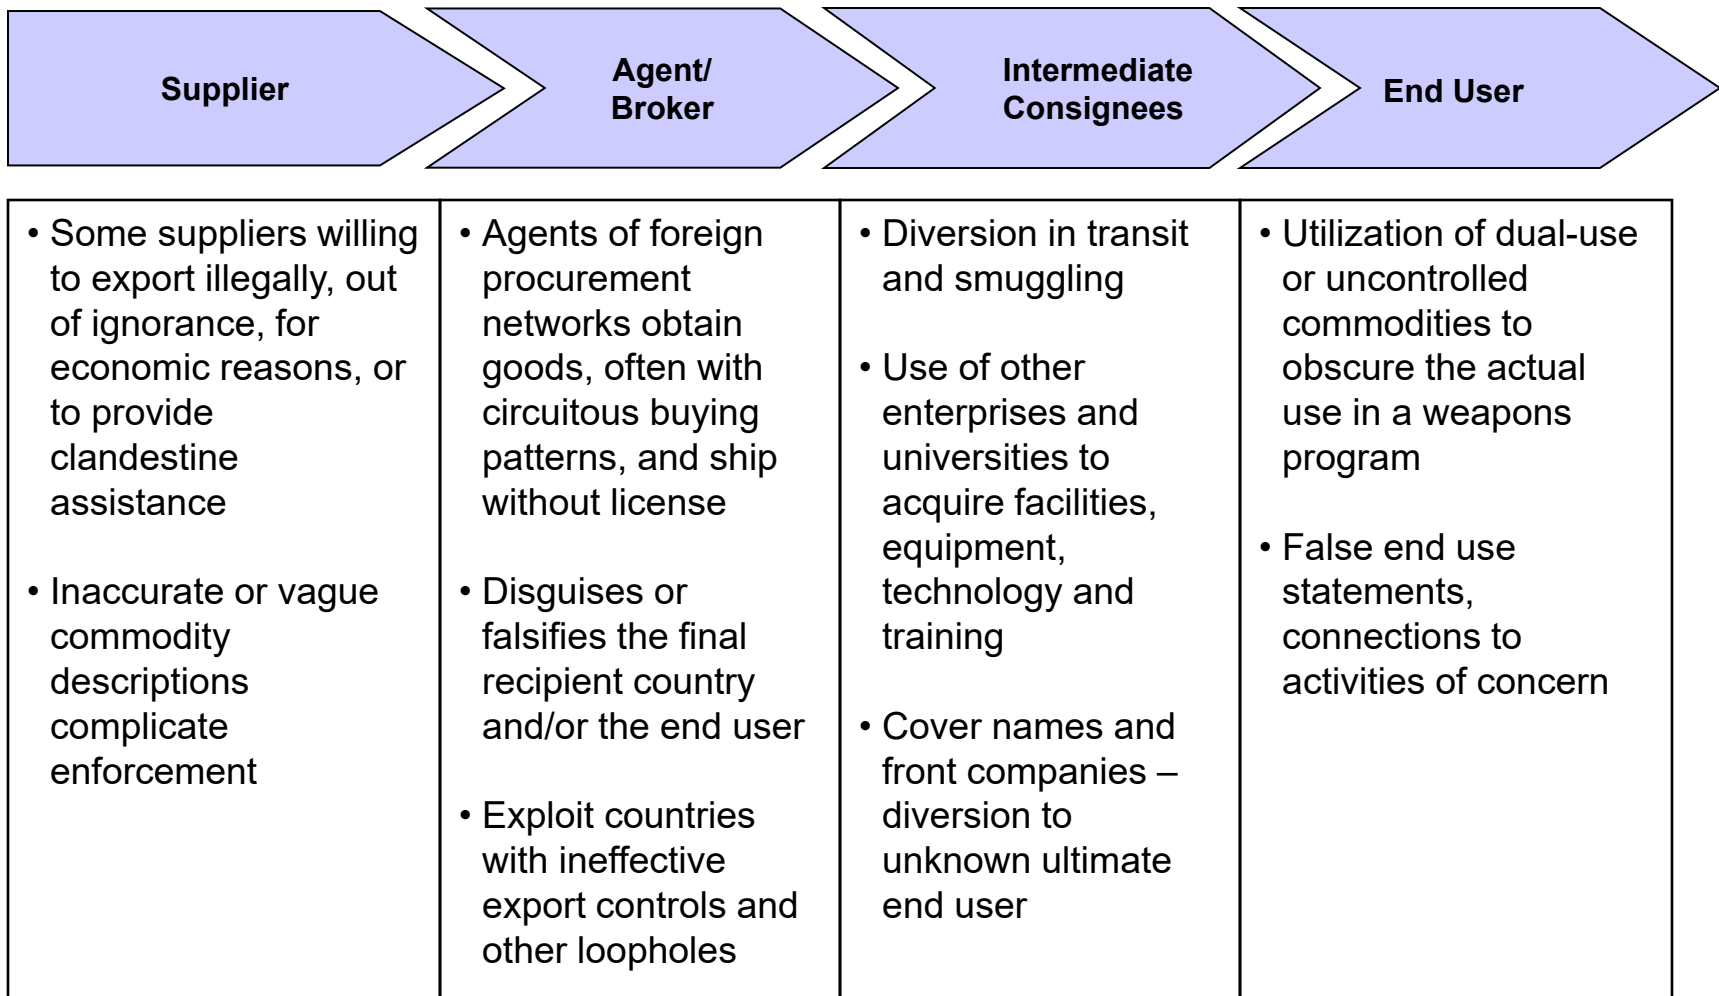 Supplier
Agent/
Broker
Intermediate
Consignees
End User
• Some suppliers willing
to export illegally, out
of ignorance, for
economic reasons, or
to provide
clandestine
assistance
• Inaccurate or vague
commodity
descriptions
complicate
enforcement
• Agents of foreign
procurement
networks obtain
goods, often with
circuitous buying
patterns, and ship
without license
• Disguises or
falsifies the final
recipient country
and/or the end user
• Exploit countries
with ineffective
export controls and
other loopholes
• Diversion in transit
and smuggling
• Use of other
enterprises and
universities to
acquire facilities,
equipment,
technology and
training
• Cover names and
front companies –
diversion to
unknown ultimate
end user
• Utilization of dual-use
or uncontrolled
commodities to
obscure the actual
use in a weapons
program
• False end use
statements,
connections to
activities of concern